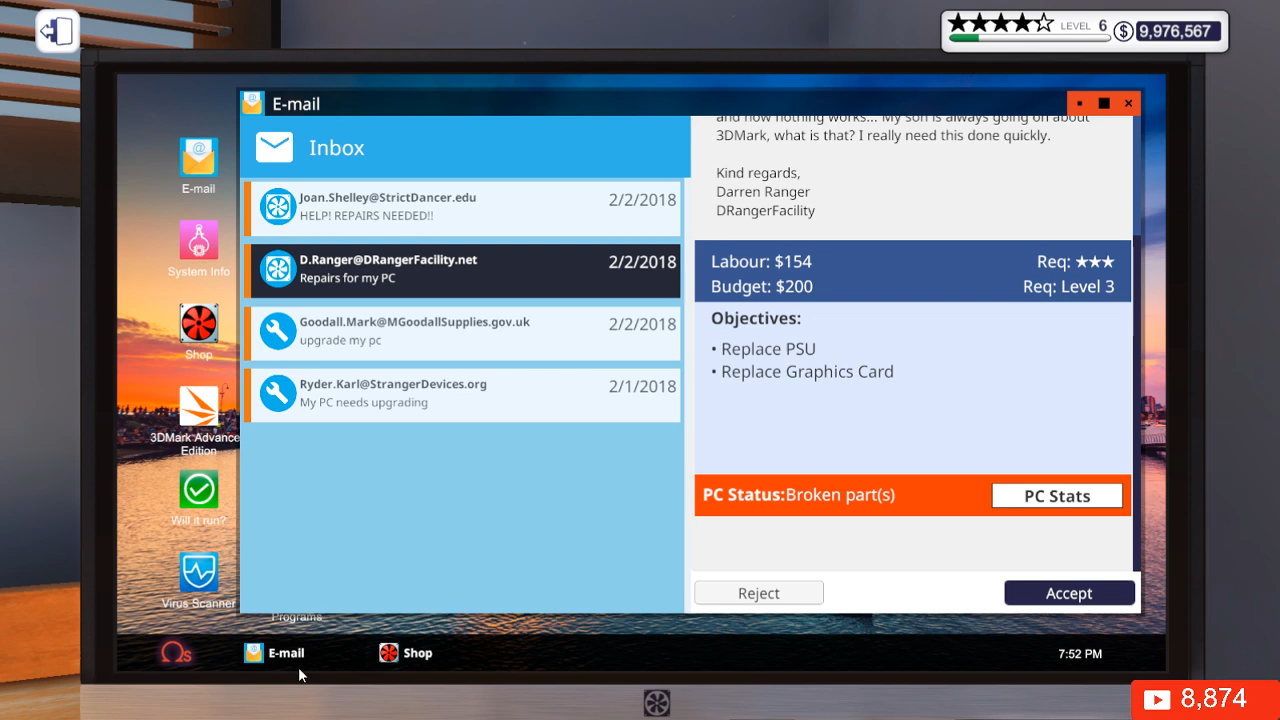 LEVEL 6
$ 9,976,567
E-mail
Inbox
Joan.Shelley@StrictDancer.edu 2/2/2018
HELP! REPAIRS NEEDED!!
D.Ranger@DRangerFacility.net 2/2/2018
Repairs for my PC
Goodall.Mark@MGoodallSupplies.gov.uk 2/2/2018
upgrade my pc
Ryder.Karl@StrangerDevices.org 2/1/2018
My PC needs upgrading
and now nothing works... My son is always going on about
3DMark, what is that? I really need this done quickly.
Kind regards,
Darren Ranger
DRangerFacility
Labour: $154 Req: ★★★
Budget: $200 Req: Level 3
Objectives:
• Replace PSU
• Replace Graphics Card
PC Status:Broken part(s) PC Stats
Reject Accept
E-mail
System Info
Shop
3DMark Advance
Edition
Will it run?
Virus Scanner
Programs
Ωs E-mail Shop 7:52 PM
8,874